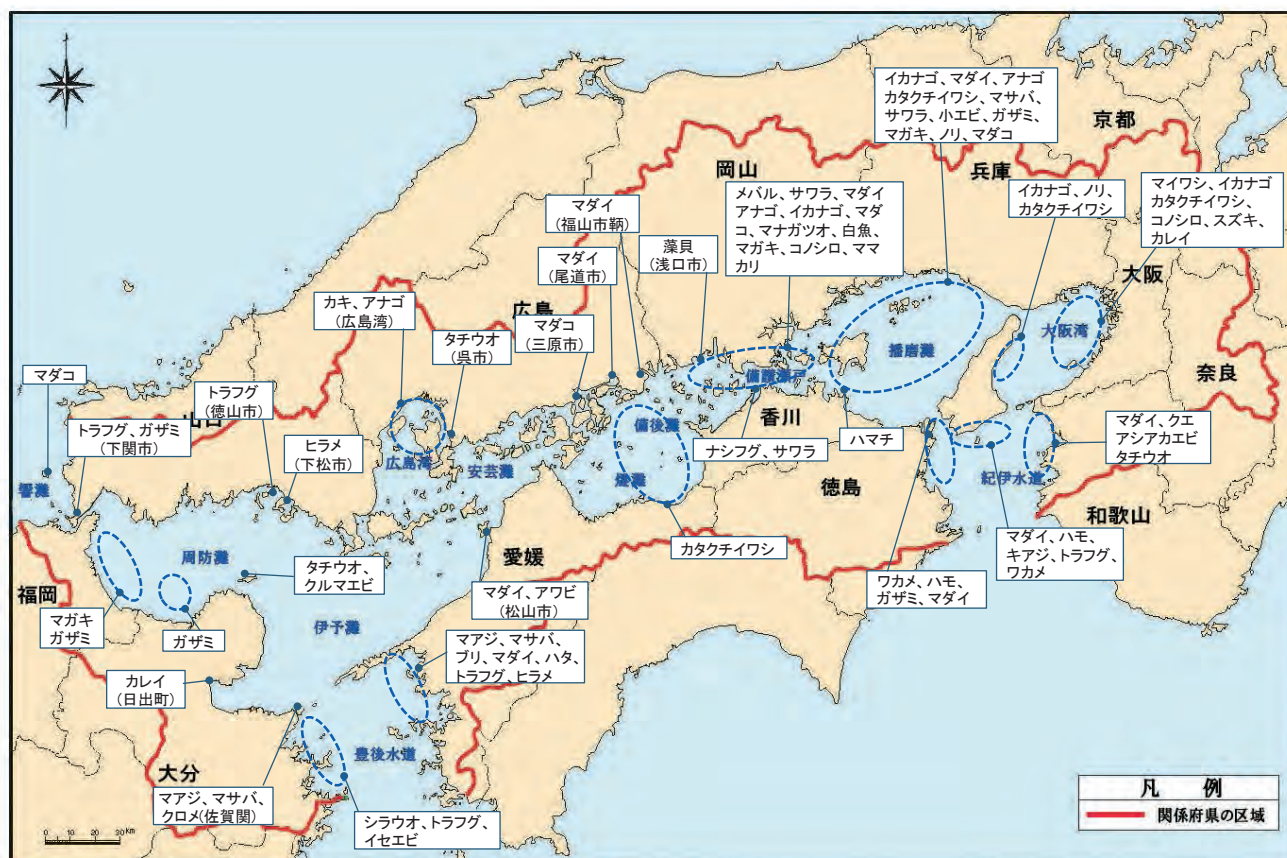 イカナゴ、マダイ、アナゴ
カタクチイワシ、マサバ、
サワラ、小エビ、ガザミ、
マガキ、ノリ、マダコ
京都
兵庫
岡山
イカナゴ、ノリ、
カタクチイワシ
マイワシ、イカナゴ
カタクチイワシ、
コノシロ、スズキ、
カレイ
メバル、サワラ、マダイ
アナゴ、イカナゴ、マダ
コ、マナガツオ、白魚、
マガキ、コノシロ、ママ
カリ
マダイ
(福山市鞆)
藻貝
(浅口市)
マダイ
(尾道市)
大阪
広島
カキ、アナゴ
(広島湾)
タチウオ
(呉市)
マダコ
(三原市)
大阪湾
播磨灘
備讃瀬戸
奈良
マダコ
トラフグ
(徳山市)
山口
トラフグ、ガザミ
(下関市)
ヒラメ
(下松市)
香川
備後灘
マダイ、クエ
アシアカエビ
タチウオ
ナシフグ、サワラ
ハマチ
広島湾
安芸灘
燧灘
響灘
徳島
紀伊水道
和歌山
周防灘
愛媛
カタクチイワシ
マダイ、ハモ、
キアジ、トラフグ、
ワカメ
タチウオ、
クルマエビ
ワカメ、ハモ、
ガザミ、マダイ
福岡
マダイ、アワビ
(松山市)
マガキ
ガザミ
ガザミ
伊予灘
マアジ、マサバ、
ブリ、マダイ、ハタ、
トラフグ、ヒラメ
カレイ
(日出町)
豊後水道
大分
マアジ、マサバ、
クロメ(佐賀関)
シラウオ、トラフグ、
イセエビ
凡 例
関係府県の区域
0 10 20 30 Km